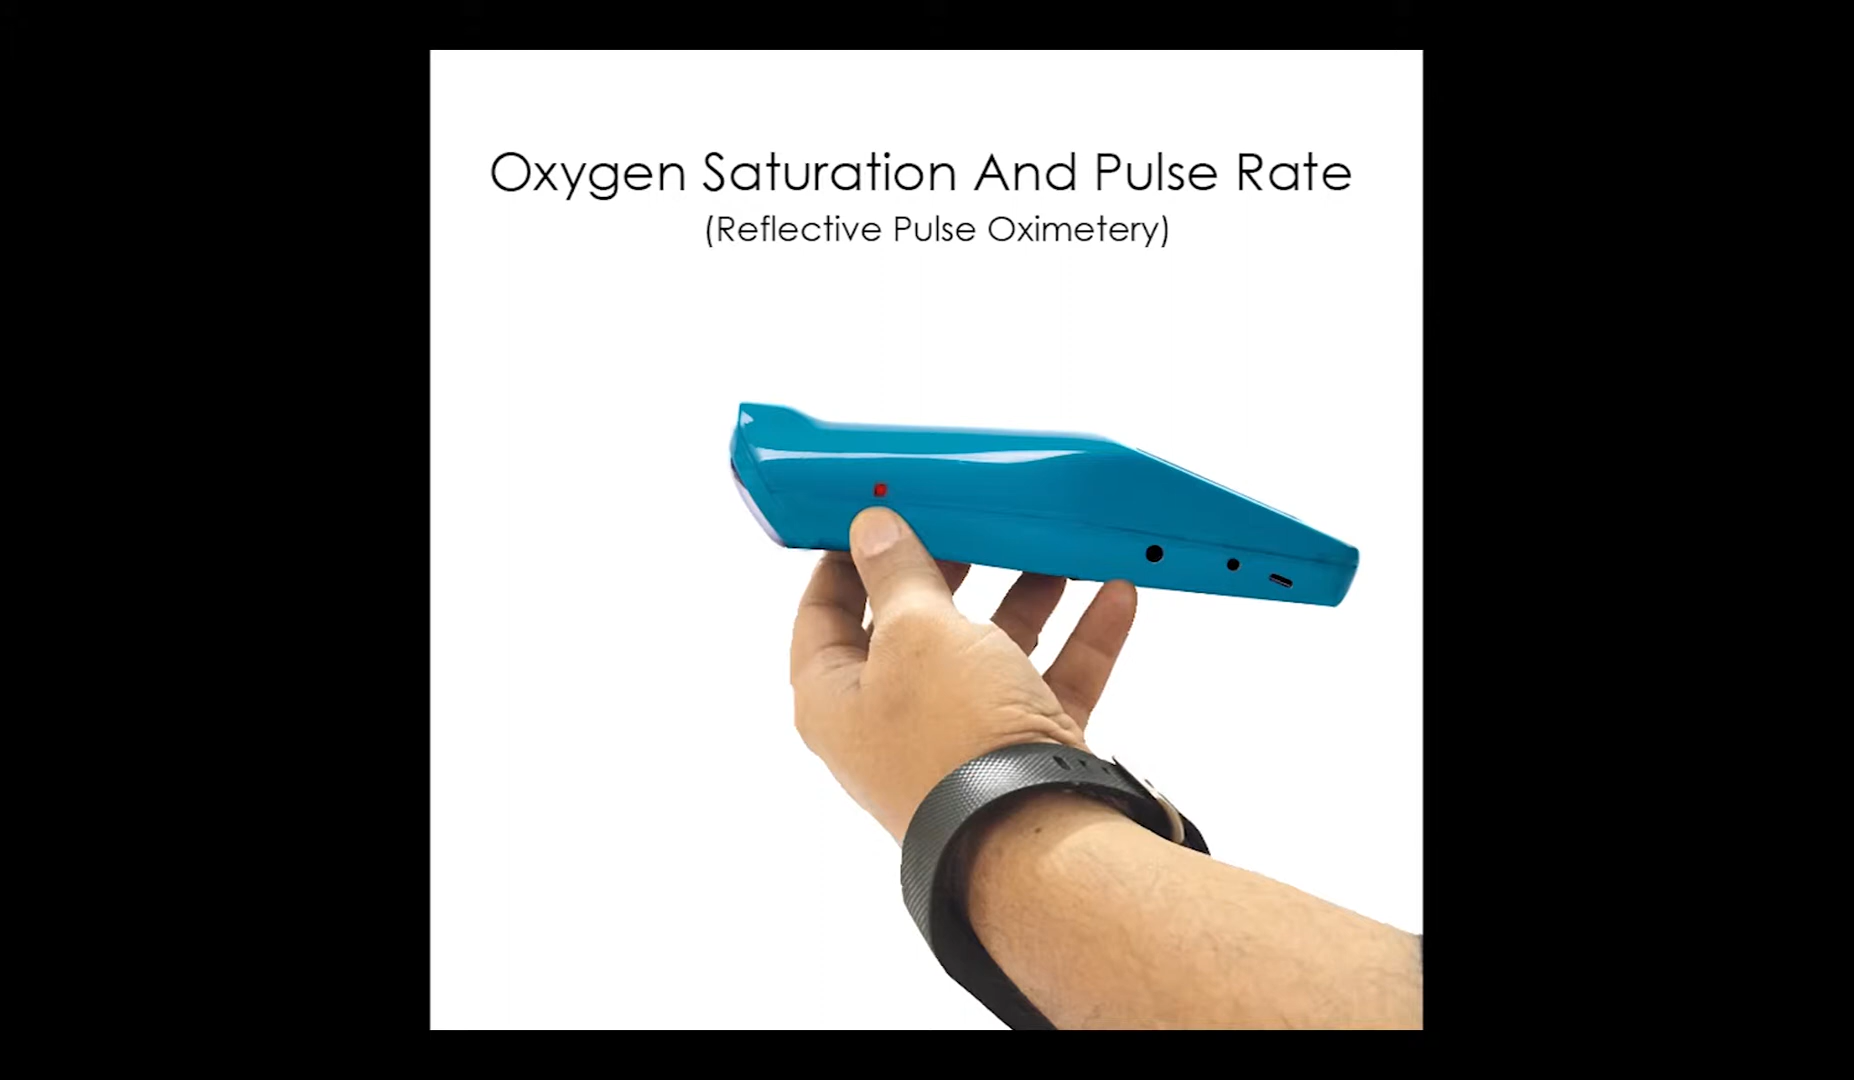 Oxygen Saturation And Pulse Rate
(Reflective Pulse Oximetery)